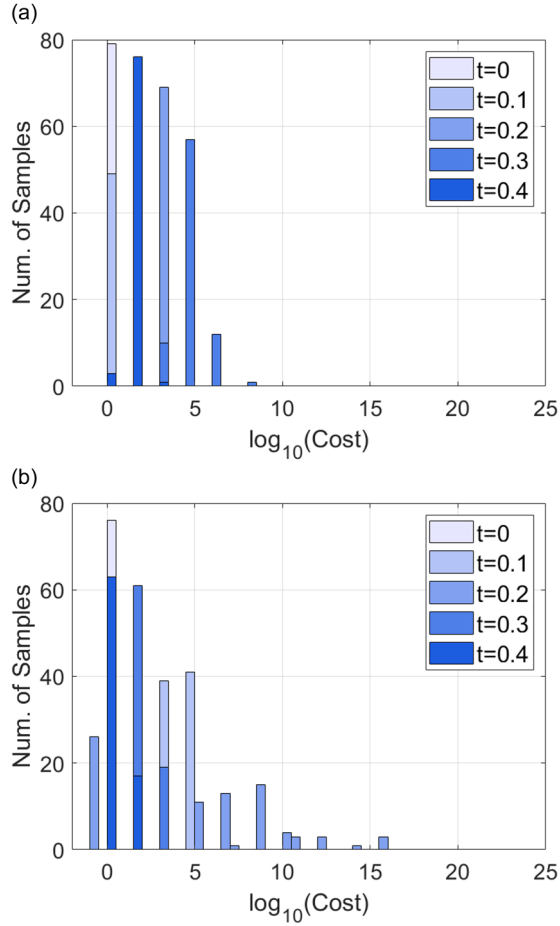 (a)
80
60
40
20
0
Num. of Samples
t=0
t=0.1
t=0.2
t=0.3
t=0.4
0 5 10 15 20 25
log10(Cost)
(b)
80
60
40
20
0
Num. of Samples
t=0
t=0.1
t=0.2
t=0.3
t=0.4
0 5 10 15 20 25
log10(Cost)